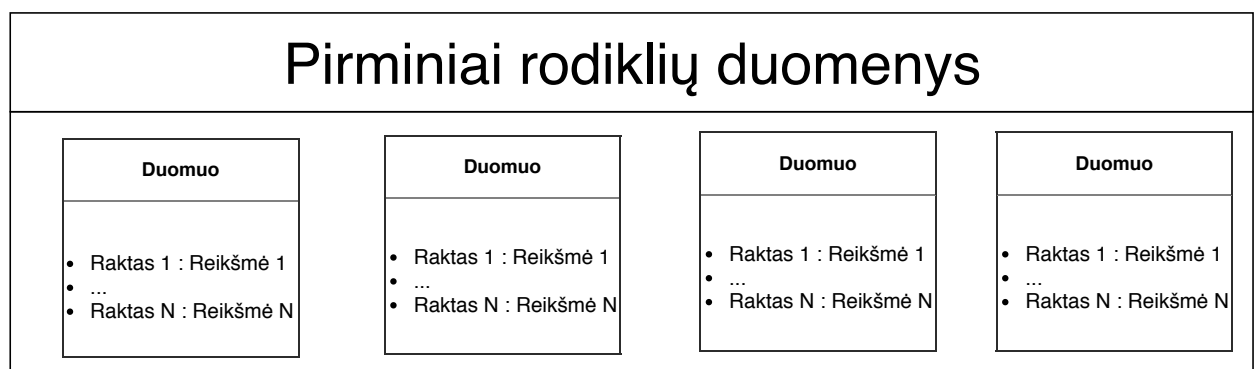 Pirminiai rodiklių duomenys
Duomuo
• Raktas 1 : Reikšmė 1
• ...
• Raktas N : Reikšmė N
Duomuo
• Raktas 1 : Reikšmė 1
• ...
• Raktas N : Reikšmė N
Duomuo
• Raktas 1 : Reikšmė 1
• ...
• Raktas N : Reikšmė N
Duomuo
• Raktas 1 : Reikšmė 1
• ...
• Raktas N : Reikšmė N